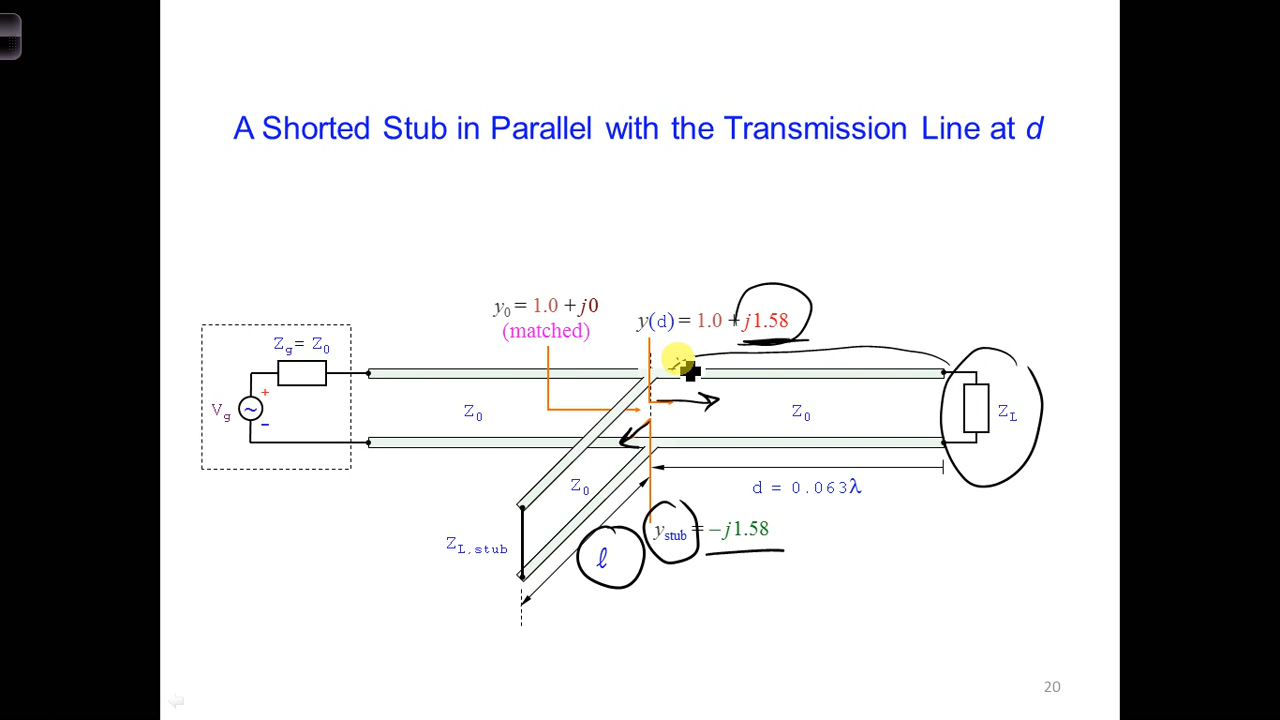 A Shorted Stub in Parallel with the Transmission Line at d
y0 = 1.0 + j0
(matched)
y(d) = 1.0 + j1.58
Zg = Z0
Vg
+
~
−
Z0
Z0
ZL
Z0
d = 0.063λ
ZL,stub
ℓ
ystub = −j1.58
20